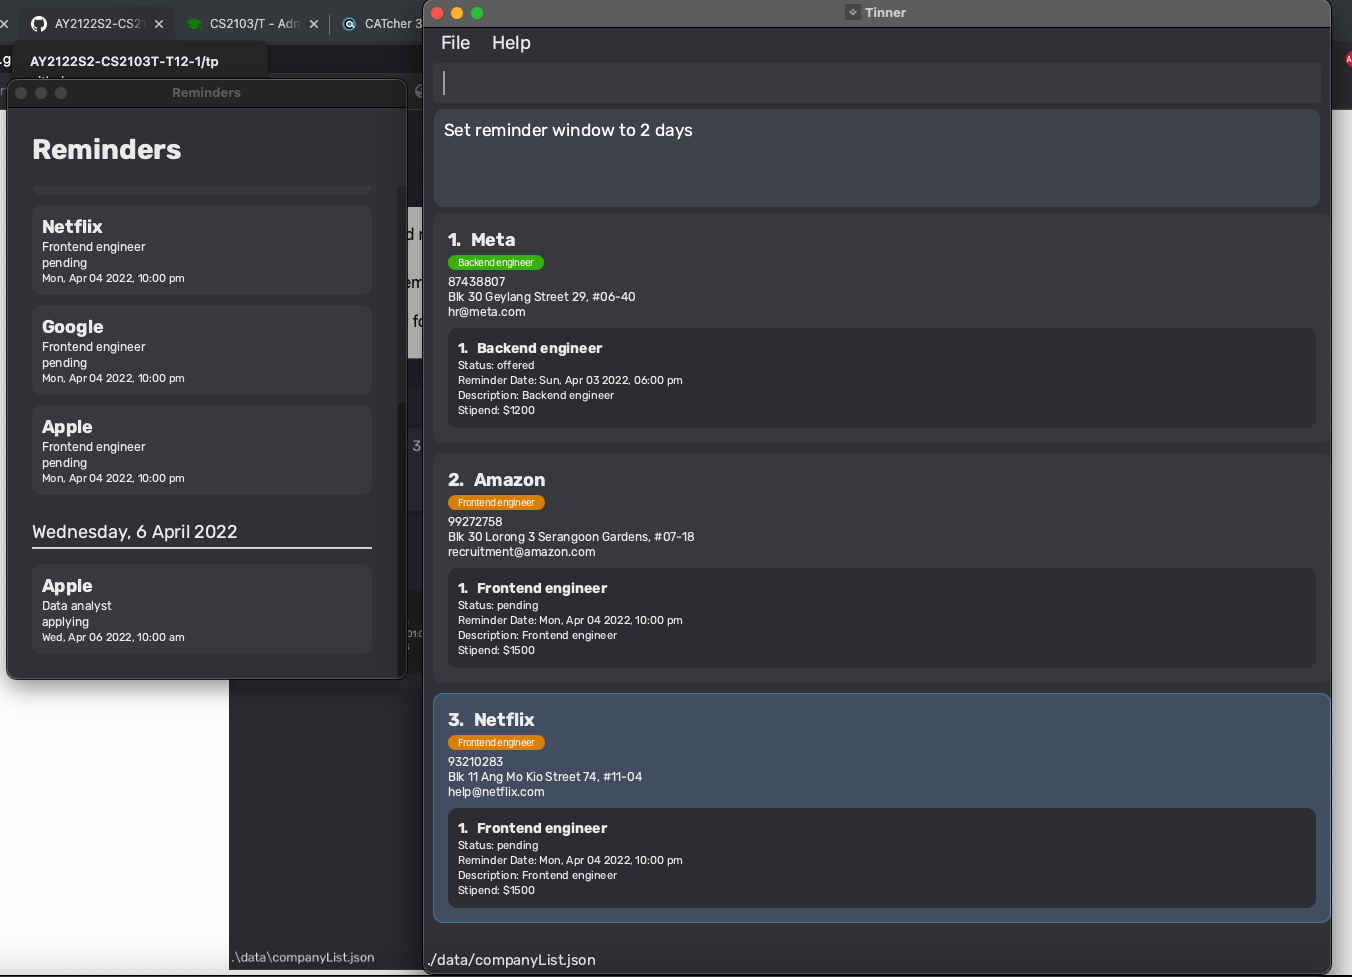 AY2122S2-CS21
CS2103/T - Adm
CATcher 3
AY2122S2-CS2103T-T12-1/tp
Reminders
Reminders
Netflix
Frontend engineer
pending
Mon, Apr 04 2022, 10:00 pm
Google
Frontend engineer
pending
Mon, Apr 04 2022, 10:00 pm
Apple
Frontend engineer
pending
Mon, Apr 04 2022, 10:00 pm
Wednesday, 6 April 2022
Apple
Data analyst
applying
Wed, Apr 06 2022, 10:00 am
.\data\companyList.json
Tinner
File Help
Set reminder window to 2 days
1. Meta
Backend engineer
87438807
Blk 30 Geylang Street 29, #06-40
hr@meta.com
1. Backend engineer
Status: offered
Reminder Date: Sun, Apr 03 2022, 06:00 pm
Description: Backend engineer
Stipend: $1200
2. Amazon
Frontend engineer
99272758
Blk 30 Lorong 3 Serangoon Gardens, #07-18
recruitment@amazon.com
1. Frontend engineer
Status: pending
Reminder Date: Mon, Apr 04 2022, 10:00 pm
Description: Frontend engineer
Stipend: $1500
3. Netflix
Frontend engineer
93210283
Blk 11 Ang Mo Kio Street 74, #11-04
help@netflix.com
1. Frontend engineer
Status: pending
Reminder Date: Mon, Apr 04 2022, 10:00 pm
Description: Frontend engineer
Stipend: $1500
./data/companyList.json